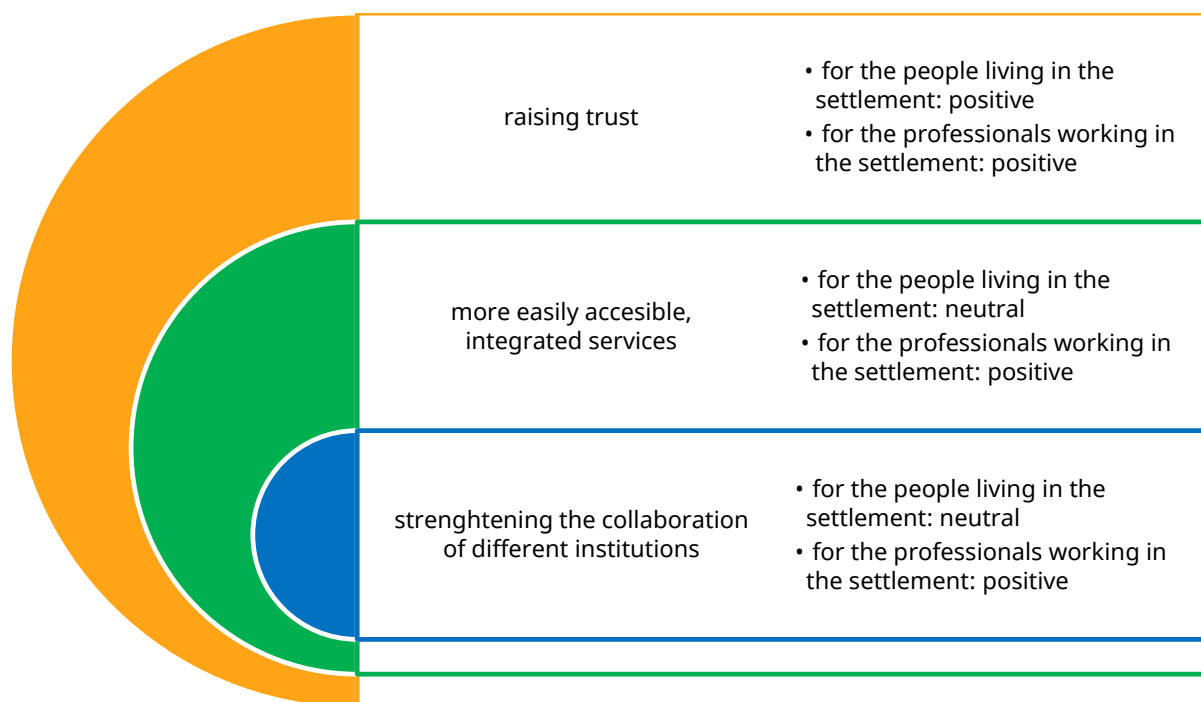 raising trust
• for the people living in the
settlement: positive
• for the professionals working in
the settlement: positive
more easily accesible,
integrated services
• for the people living in the
settlement: neutral
• for the professionals working in
the settlement: positive
strenghtening the collaboration
of different institutions
• for the people living in the
settlement: neutral
• for the professionals working in
the settlement: positive